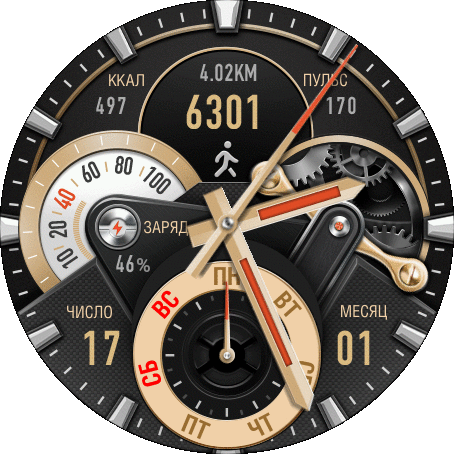 4.02KM
ККАЛ
ПУЛЬС
497
6301
170
10 20 40 60 80 100
ЗАРЯД
46%
ПН
ВТ
ЧТ
ПТ
СБ
ВС
ЧИСЛО
17
МЕСЯЦ
01